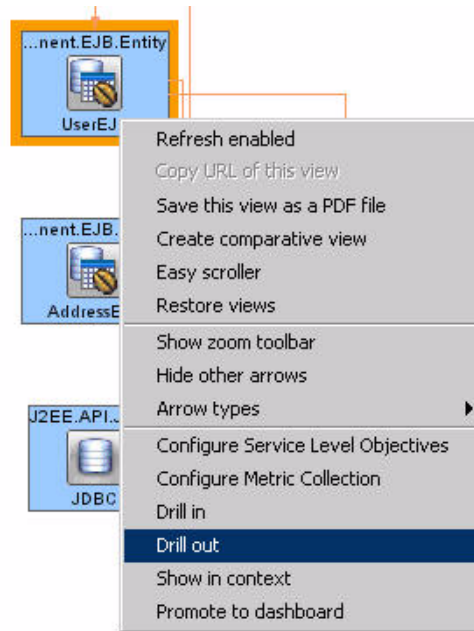 ...nent.EJB.Entity
UserEJ
Refresh enabled
Copy URL of this view
Save this view as a PDF file
Create comparative view
...nent.EJB.
Easy scroller
AddressE
Restore views
Show zoom toolbar
Hide other arrows
Arrow types
J2EE.API.
Configure Service Level Objectives
Configure Metric Collection
JDBC
Drill in
Drill out
Show in context
Promote to dashboard